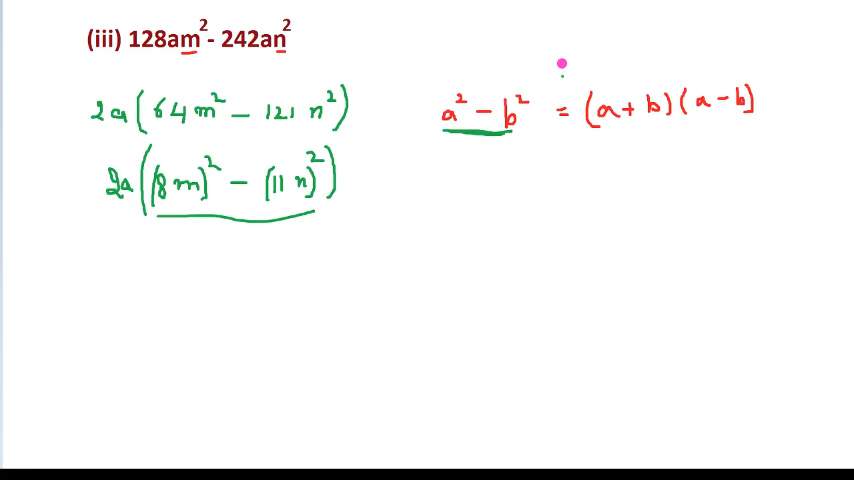 (iii) 128am² - 242an²
2a(64m² - 121n²) a² - b² = (a + b)(a - b)
2a((8m)² - (11n)²)